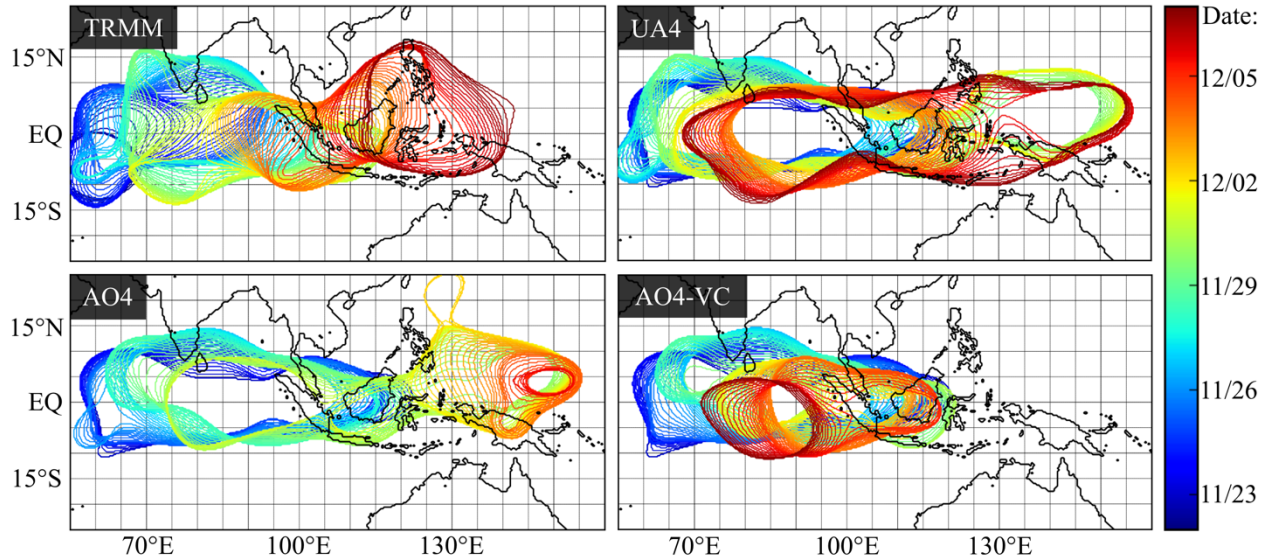 TRMM
UA4
Date:
15°N
EQ
15°S
12/05
12/02
AO4
AO4-VC
15°N
EQ
15°S
11/29
11/26
11/23
70°E 100°E 130°E
70°E 100°E 130°E